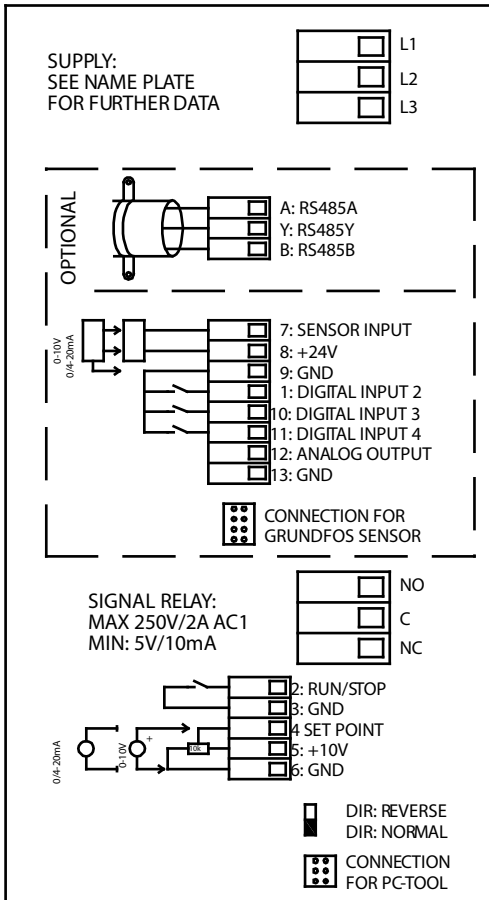 SUPPLY:
SEE NAME PLATE
FOR FURTHER DATA
L1
L2
L3
OPTIONAL
A: RS485A
Y: RS485Y
B: RS485B
0-10V
0/4-20mA
7: SENSOR INPUT
8: +24V
9: GND
1: DIGITAL INPUT 2
10: DIGITAL INPUT 3
11: DIGITAL INPUT 4
12: ANALOG OUTPUT
13: GND
CONNECTION FOR
GRUNDFOS SENSOR
SIGNAL RELAY:
MAX 250V/2A AC1
MIN: 5V/10mA
NO
C
NC
2: RUN/STOP
3: GND
4 SET POINT
5: +10V
6: GND
0/4-20mA
0-10V
+
10k
DIR: REVERSE
DIR: NORMAL
CONNECTION
FOR PC-TOOL